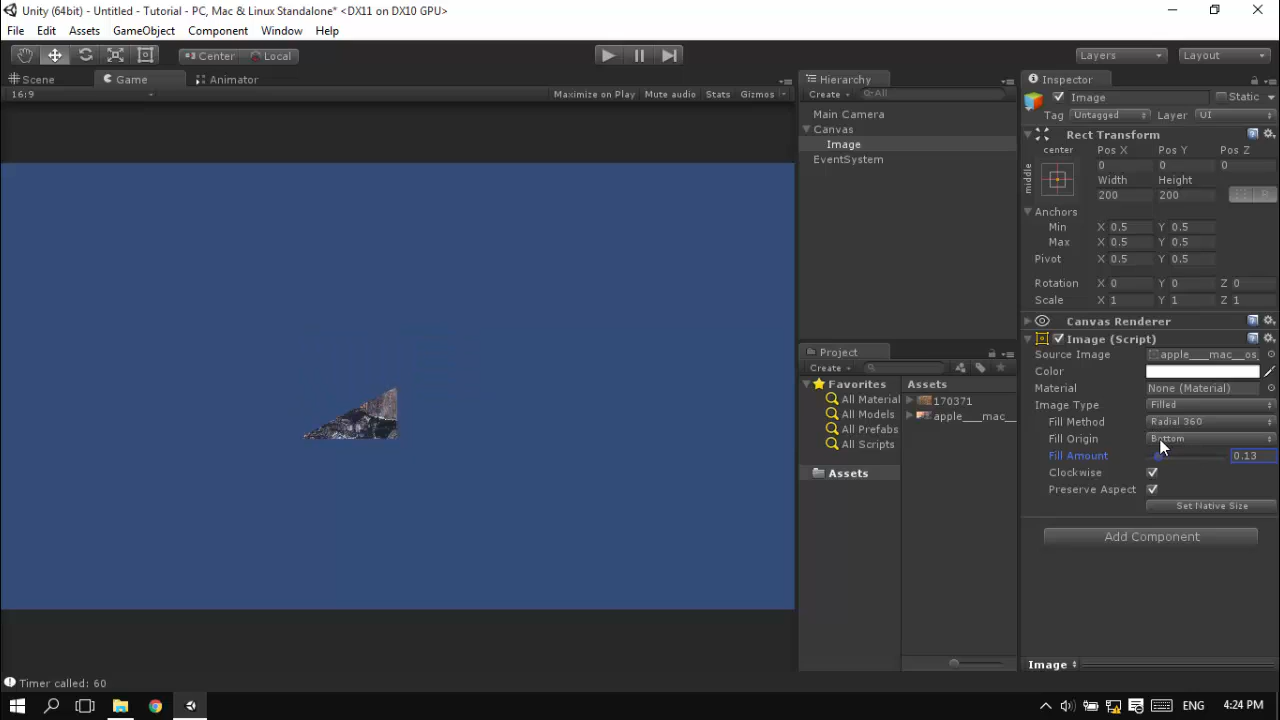 Unity (64bit) - Untitled - Tutorial - PC, Mac & Linux Standalone* <DX11 on DX10 GPU>
File Edit Assets GameObject Component Window Help
Center Local Layers Layout
Scene Game Animator
16:9 Maximize on Play Mute audio Stats Gizmos
Hierarchy
Create All
Main Camera
Canvas
Image
EventSystem
Project
Create
Favorites
All Material
All Models
All Prefabs
All Scripts
Assets
Assets
170371
apple___mac_
Inspector
Image Static
Tag Untagged Layer UI
Rect Transform
center Pos X Pos Y Pos Z
middle
0 0 0
Width Height
200 200 R
Anchors
Min X 0.5 Y 0.5
Max X 0.5 Y 0.5
Pivot X 0.5 Y 0.5
Rotation X 0 Y 0 Z 0
Scale X 1 Y 1 Z 1
Canvas Renderer
Image (Script)
Source Image apple___mac__os_
Color
Material None (Material)
Image Type Filled
Fill Method Radial 360
Fill Origin Bottom
Fill Amount 0.13
Clockwise
Preserve Aspect
Set Native Size
Add Component
Image
Timer called: 60
ENG 4:24 PM